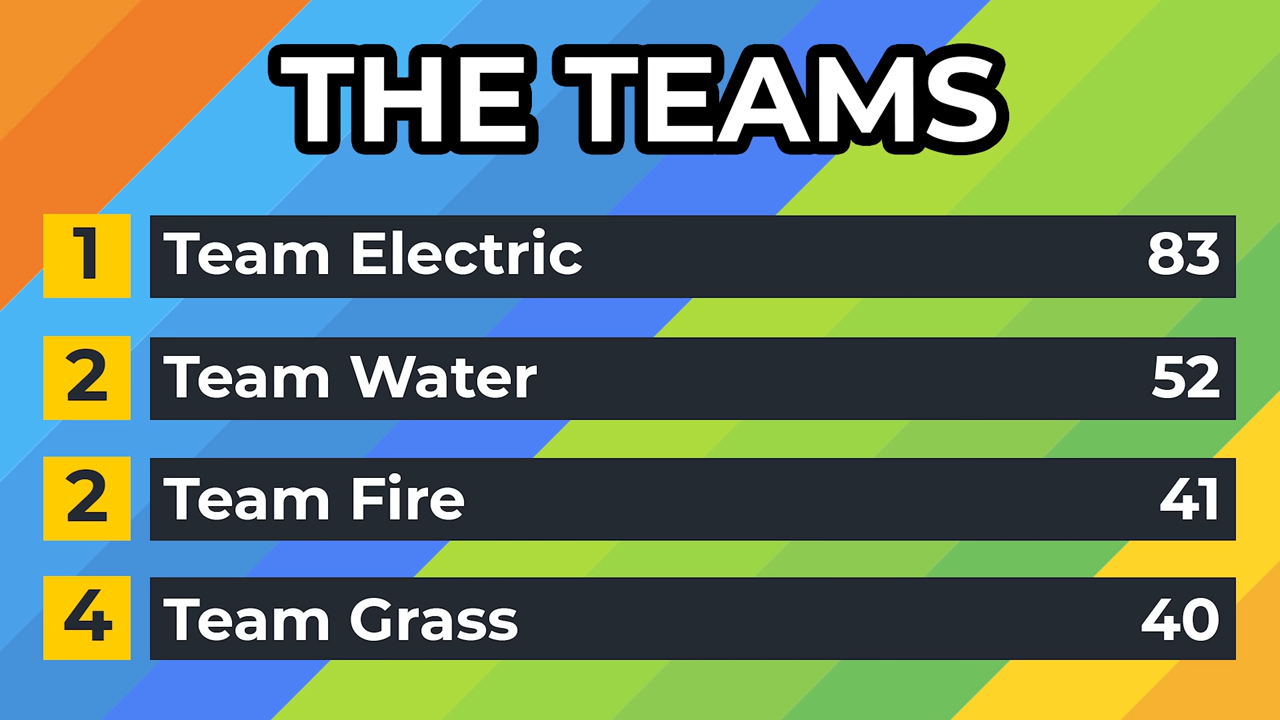 THE TEAMS
1 Team Electric 83
2 Team Water 52
2 Team Fire 41
4 Team Grass 40